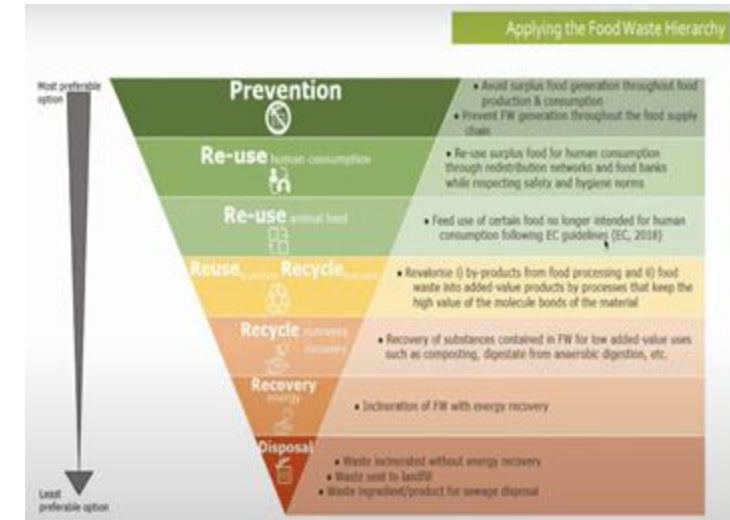 Applying the Food Waste Hierarchy
Most preferable
option
Prevention
• Avoid surplus food generation throughout food
production & consumption
• Prevent FW generation throughout the food supply
chain
Re-use human consumption
• Re-use surplus food for human consumption
through redistribution networks and food banks
while respecting safety and hygiene norms
Re-use animal feed
• Feed use of certain food no longer intended for human
consumption following EC guidelines (EC, 2018)
Reuse Recycle
• Revalorise i) by-products from food processing and ii) food
waste into added-value products by processes that keep the
high value of the molecule bonds of the material
Recycle nutrients
recovery
• Recovery of substances contained in FW for low added-value uses
such as composting, digestate from anaerobic digestion, etc.
Recovery
energy
• Incineration of FW with energy recovery
Disposal
• Waste incinerated without energy recovery
• Waste sent to landfill
• Waste ingredient/product for sewage disposal
Least
preferable option